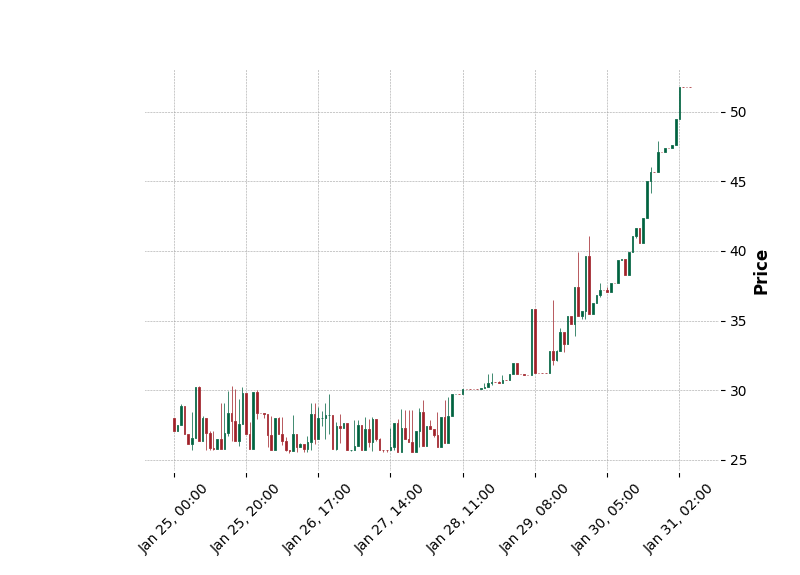 50
45
40
35
30
25
Price
Jan 25, 00:00
Jan 25, 20:00
Jan 26, 17:00
Jan 27, 14:00
Jan 28, 11:00
Jan 29, 08:00
Jan 30, 05:00
Jan 31, 02:00